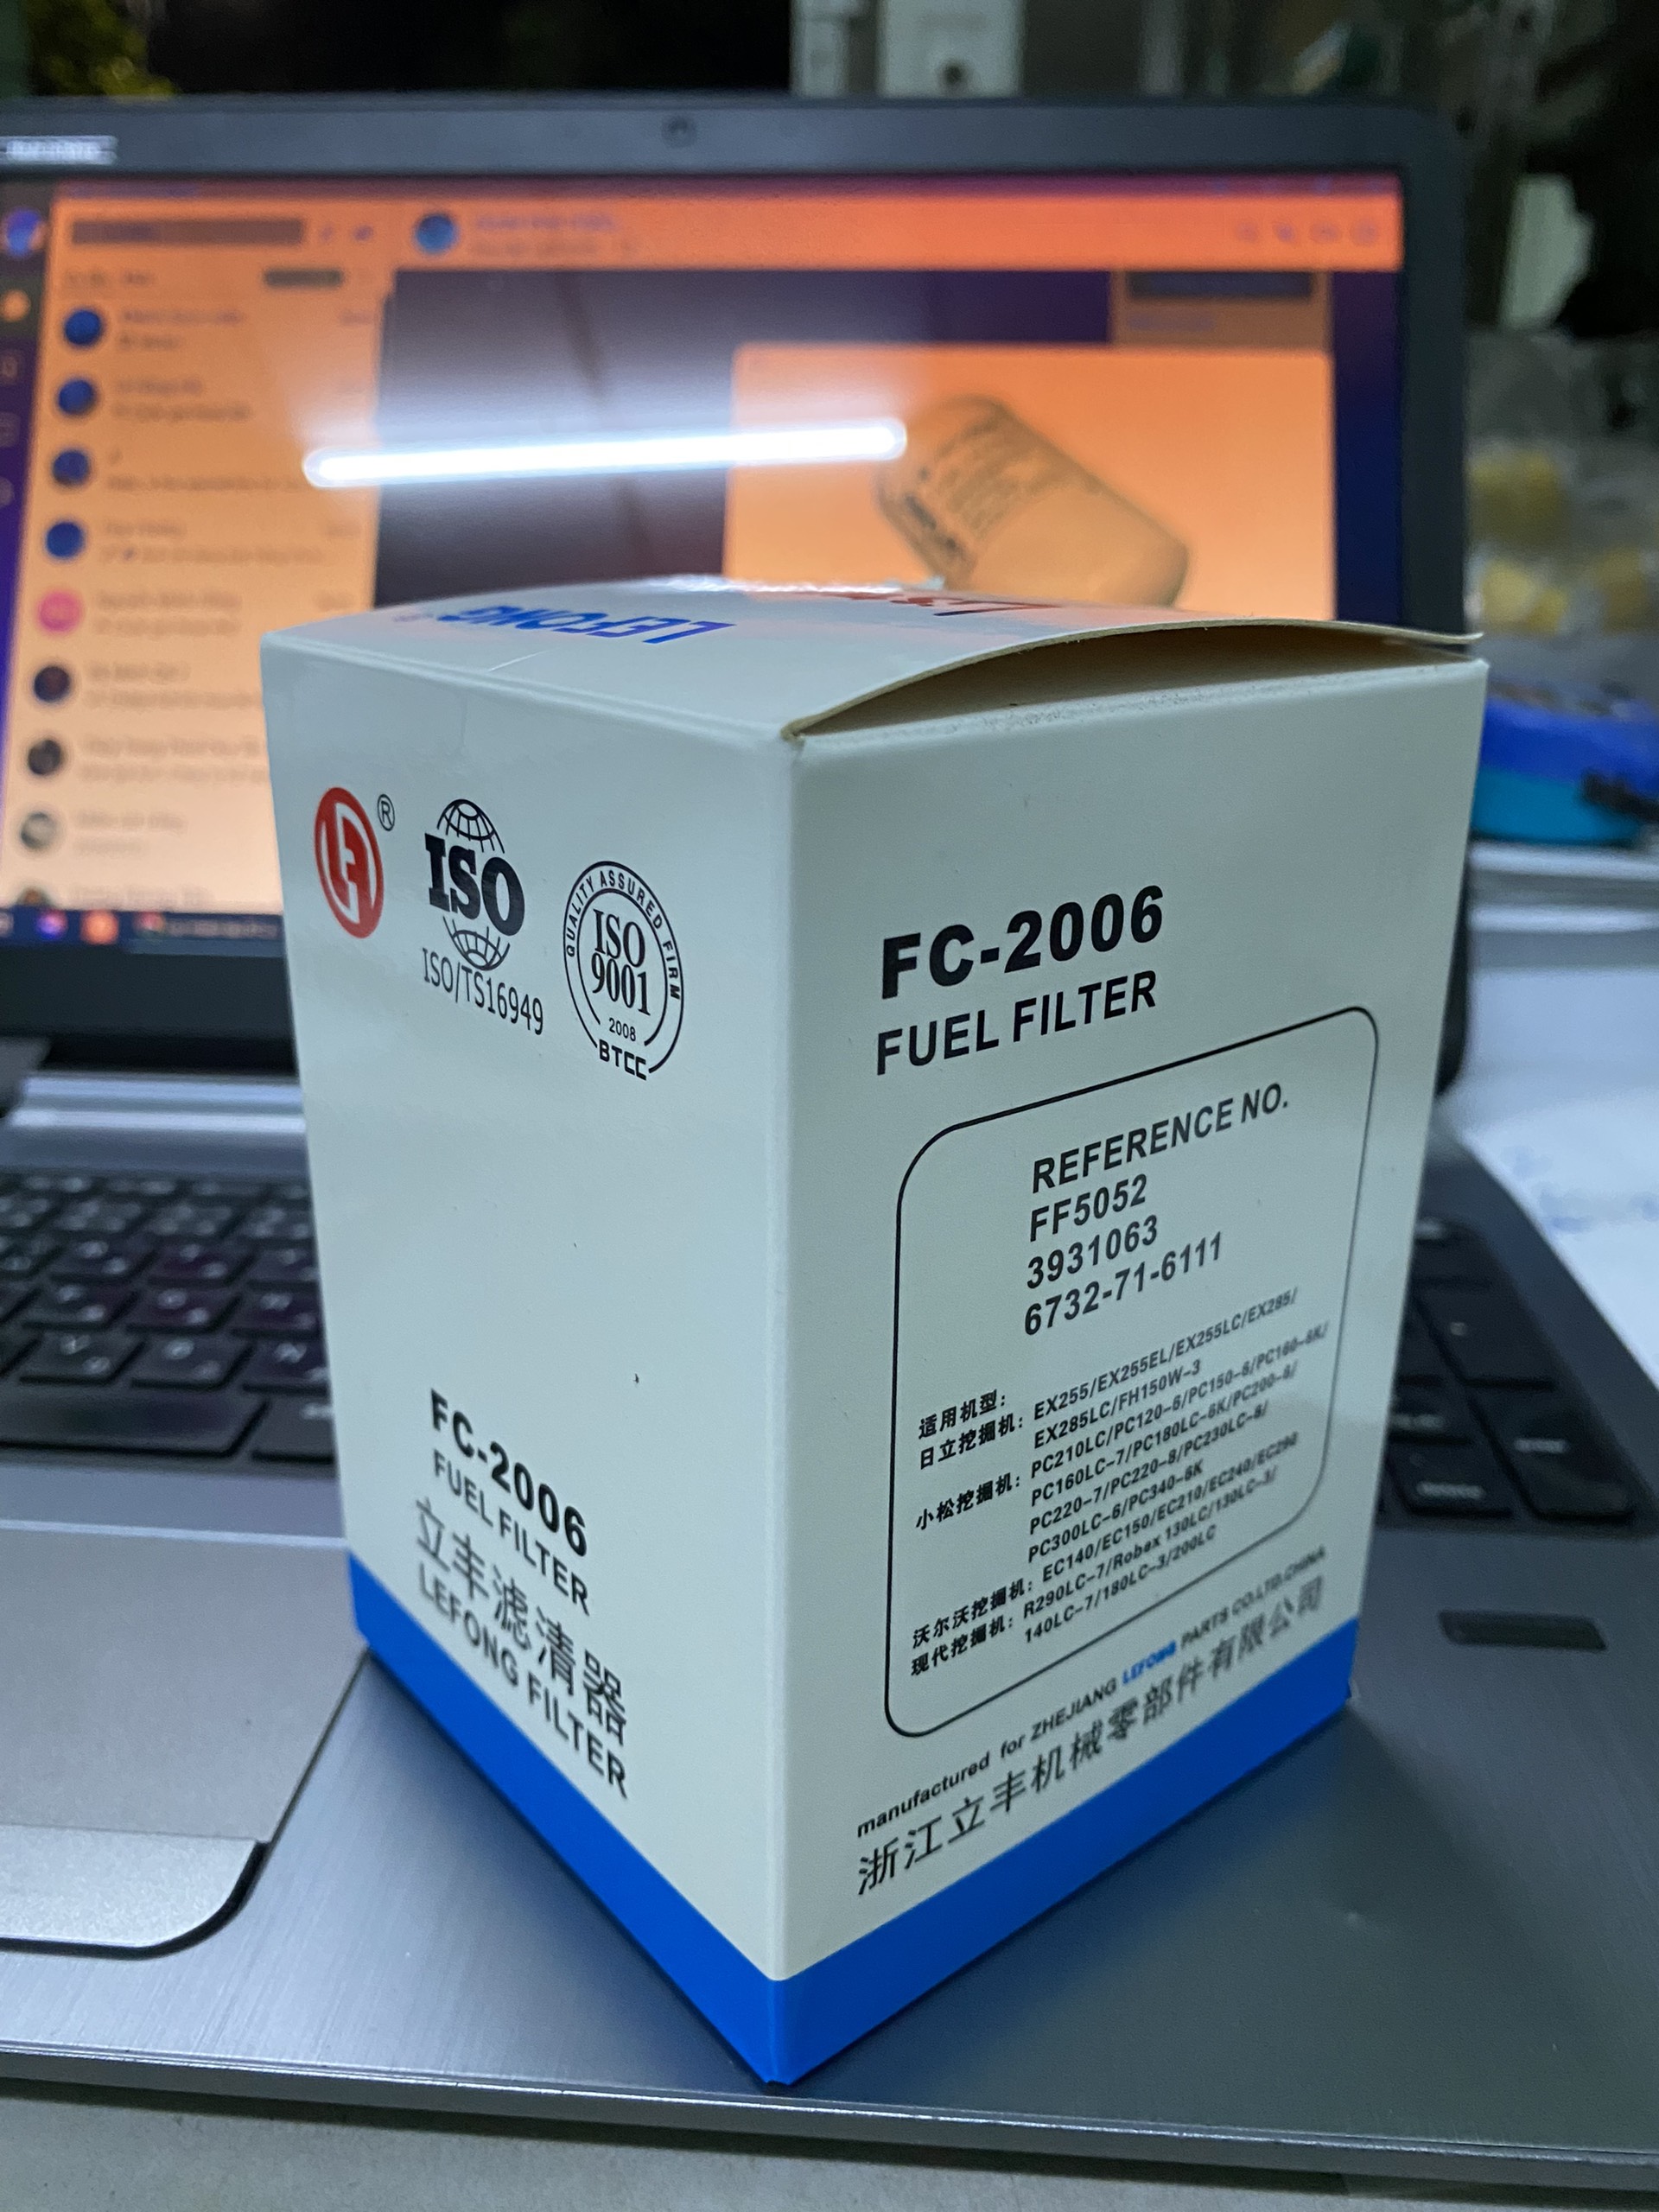 LEFONG
®
ISO
ISO/TS16949
QUALITY ASSURED FIRM
ISO
9001
2008
BTCC
FC-2006
FUEL FILTER
立丰滤清器
LEFONG FILTER
FC-2006
FUEL FILTER
REFERENCE NO.
FF5052
3931063
6732-71-6111
适用机型:
日立挖掘机: EX255/EX255EL/EX255LC/EX285/
EX285LC/FH150W-3
小松挖掘机: PC210LC/PC120-6/PC150-6/PC160-6K/
PC160LC-7/PC180LC-6K/PC200-6/
PC220-7/PC220-8/PC230LC-6/
PC300LC-6/PC340-6K
沃尔沃挖掘机: EC140/EC150/EC210/EC240/EC290
现代挖掘机: R290LC-7/Robex 130LC/130LC-3/
140LC-7/180LC-3/200LC
manufactured for ZHEJIANG LEFONG PARTS CO.LTD.CHINA
浙江立丰机械零部件有限公司